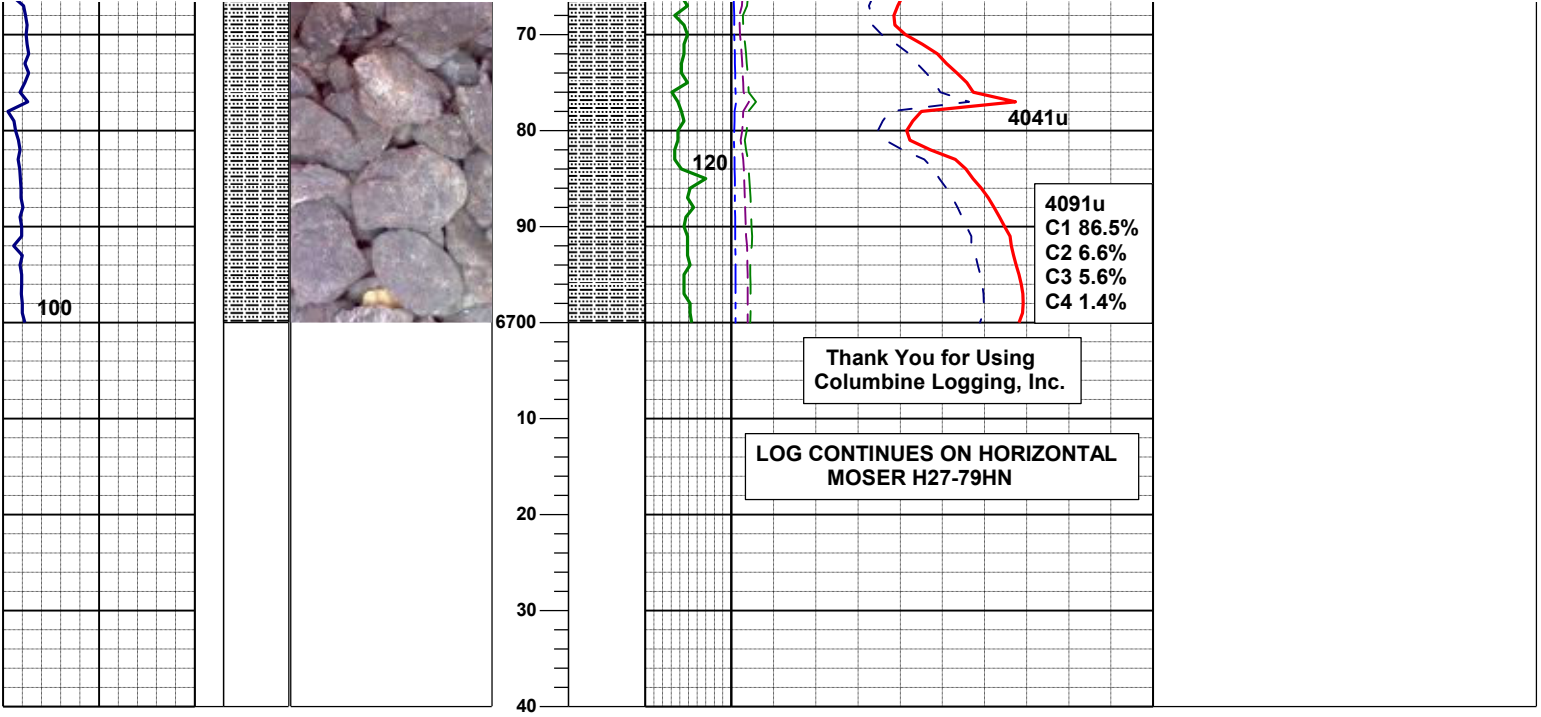 70
4041u
80
120
4091u
C1 86.5%
C2 6.6%
C3 5.6%
C4 1.4%
90
100
6700
Thank You for Using
Columbine Logging, Inc.
10
LOG CONTINUES ON HORIZONTAL
MOSER H27-79HN
20
30
40